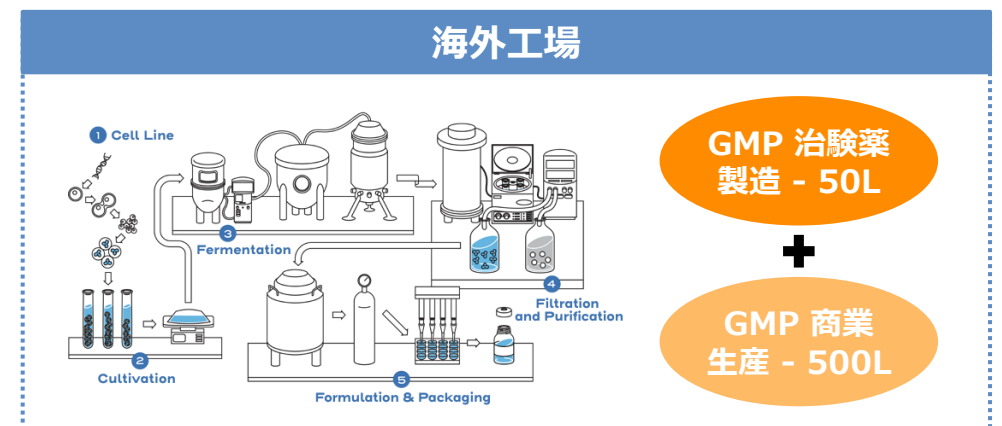 海外工場
1 Cell Line
2
Cultivation
3
Fermentation
4
Filtration
and Purification
5
Formulation & Packaging
GMP 治験薬
製造 - 50L
+
GMP 商業
生産 - 500L